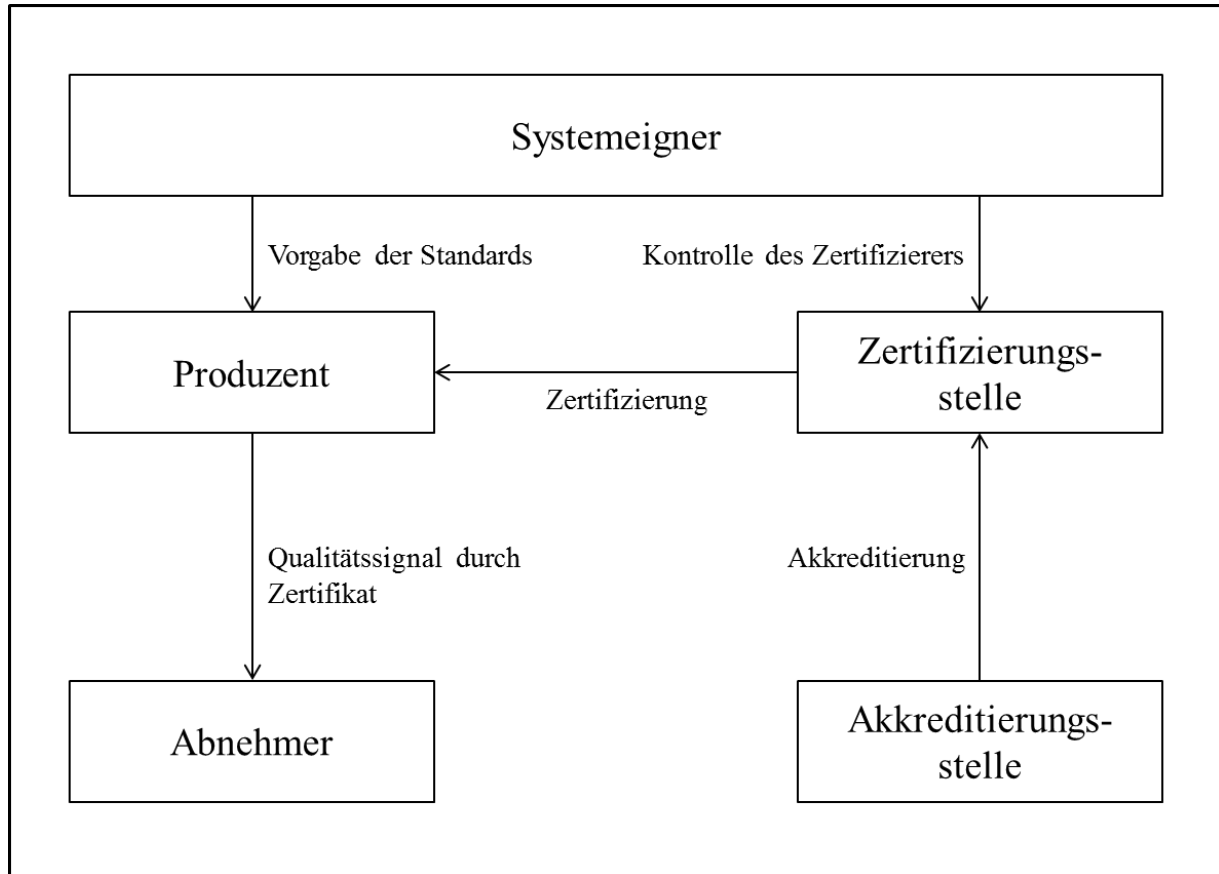 Systemeigner
Vorgabe der Standards
Kontrolle des Zertifizierers
Produzent
Zertifizierungs-
stelle
Zertifizierung
Qualitätssignal durch
Zertifikat
Akkreditierung
Abnehmer
Akkreditierungs-
stelle